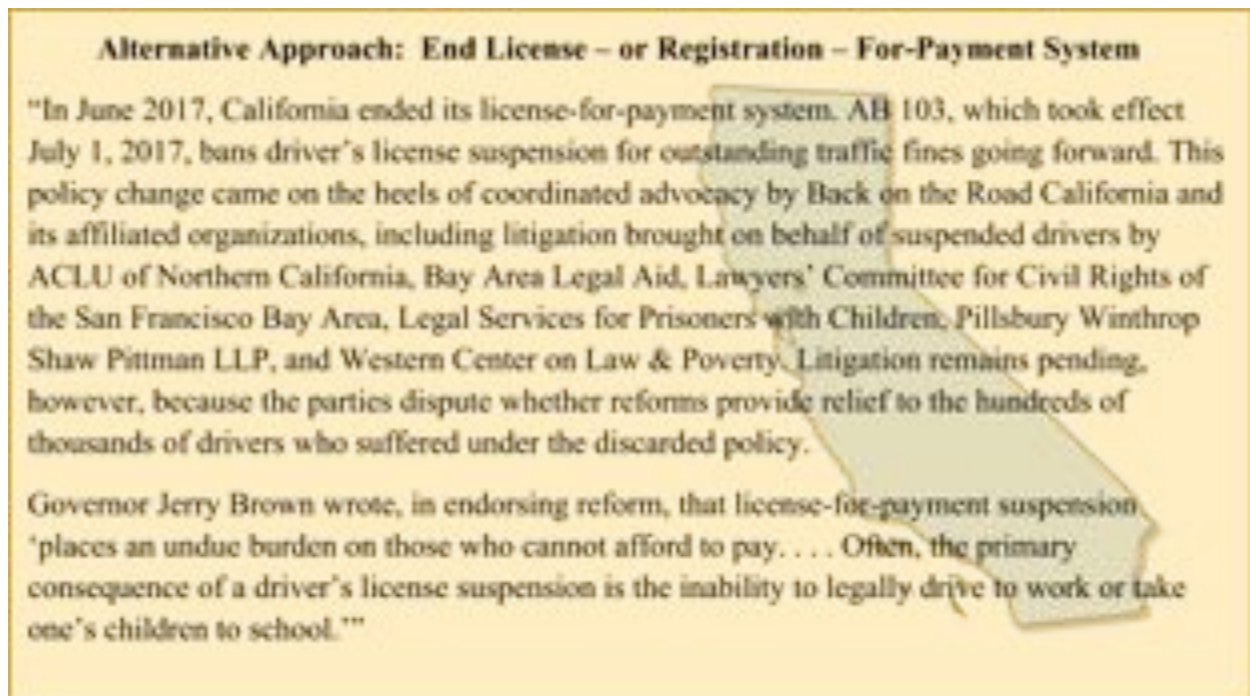 Alternative Approach:  End License – or Registration – For-Payment System
“In June 2017, California ended its license-for-payment system. AB 103, which took effect
July 1, 2017, bans driver’s license suspension for outstanding traffic fines going forward. This
policy change came on the heels of coordinated advocacy by Back on the Road California and
its affiliated organizations, including litigation brought on behalf of suspended drivers by
ACLU of Northern California, Bay Area Legal Aid, Lawyers’ Committee for Civil Rights of
the San Francisco Bay Area, Legal Services for Prisoners with Children, Pillsbury Winthrop
Shaw Pittman LLP, and Western Center on Law & Poverty. Litigation remains pending,
however, because the parties dispute whether reforms provide relief to the hundreds of
thousands of drivers who suffered under the discarded policy.
Governor Jerry Brown wrote, in endorsing reform, that license-for-payment suspension
‘places an undue burden on those who cannot afford to pay. . . . Often, the primary
consequence of a driver’s license suspension is the inability to legally drive to work or take
one’s children to school.’”